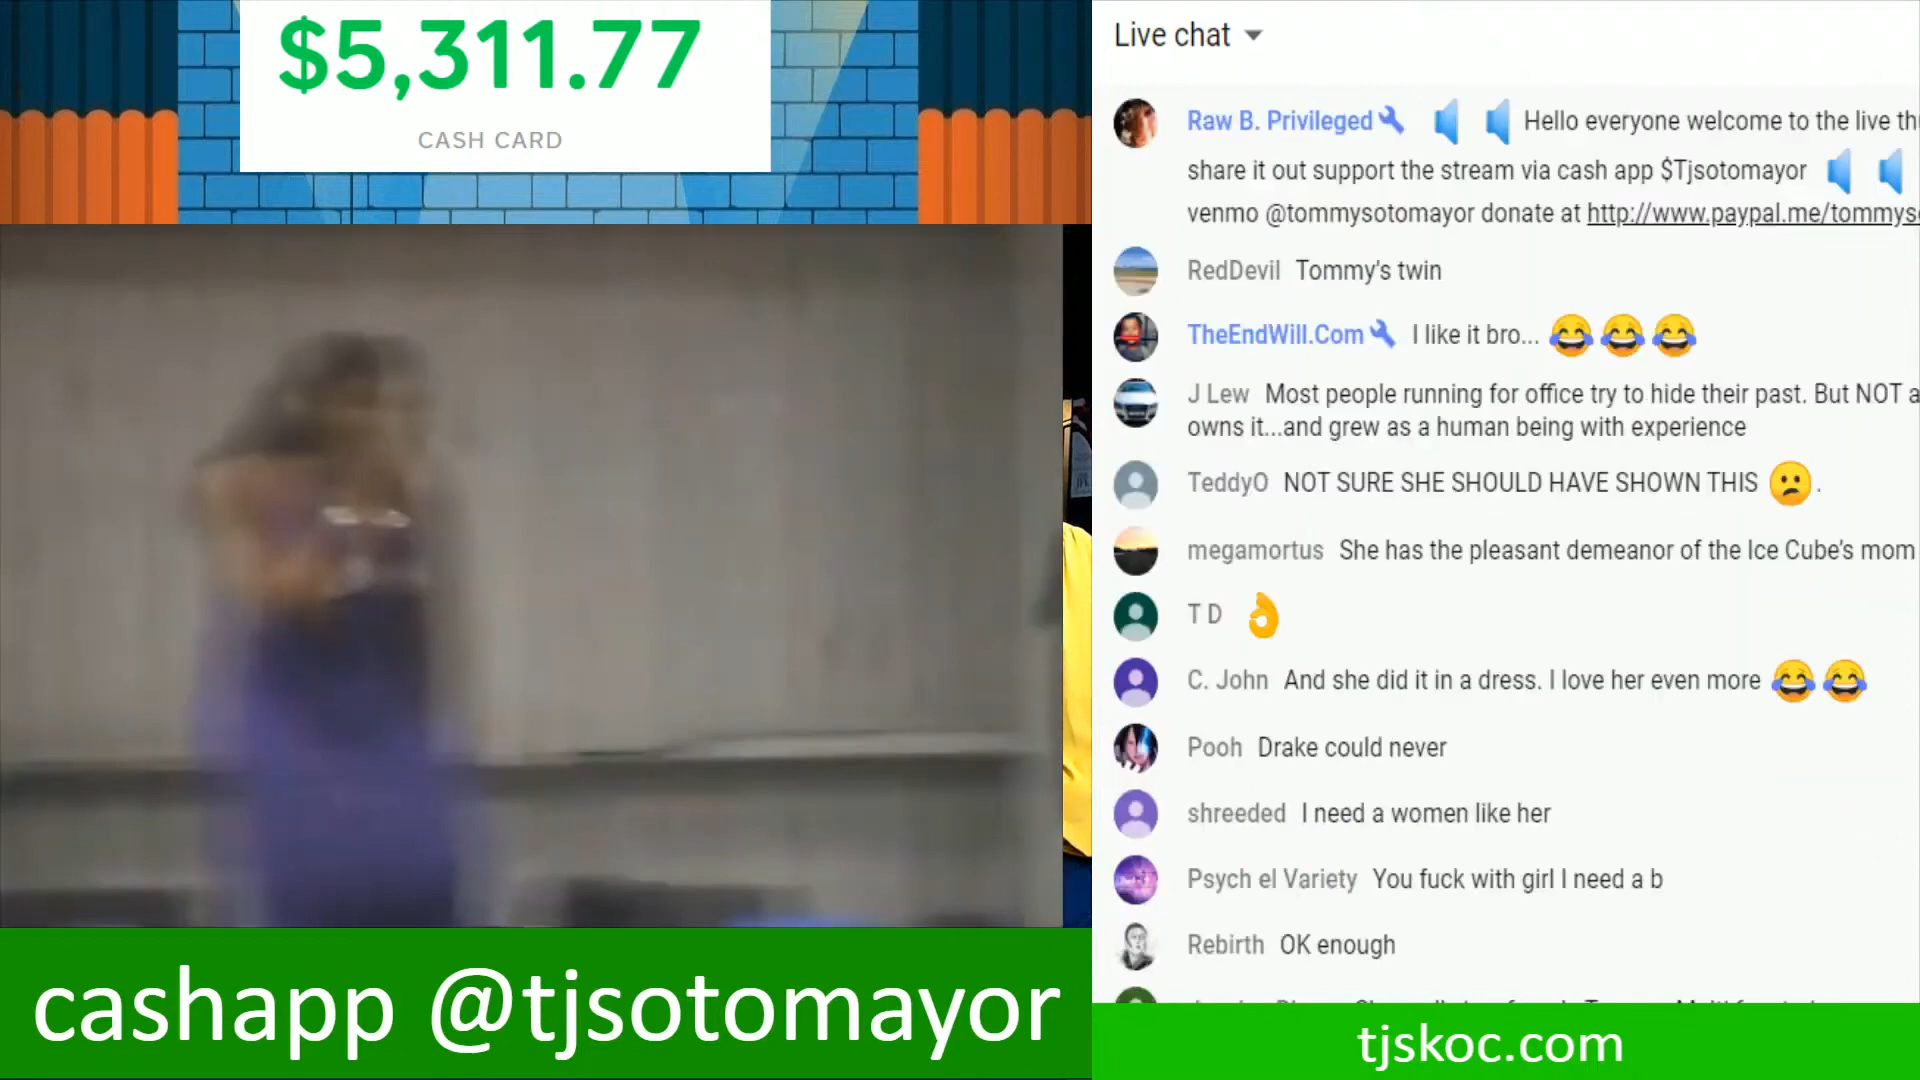 $5,311.77
CASH CARD
cashapp @tjsotomayor
Live chat
Raw B. Privileged Hello everyone welcome to the live
share it out support the stream via cash app $Tjsotomayor
venmo @tommysotomayor donate at http://www.paypal.me/tommys
RedDevil Tommy's twin
TheEndWill.Com I like it bro... 😂😂😂
J Lew Most people running for office try to hide their past. But NOT
owns it...and grew as a human being with experience
TeddyO NOT SURE SHE SHOULD HAVE SHOWN THIS 😕.
megamortus She has the pleasant demeanor of the Ice Cube's mom
T D 👌
C. John And she did it in a dress. I love her even more 😂😂
Pooh Drake could never
shreeded I need a women like her
Psych el Variety You fuck with girl I need a b
Rebirth OK enough
tjskoc.com